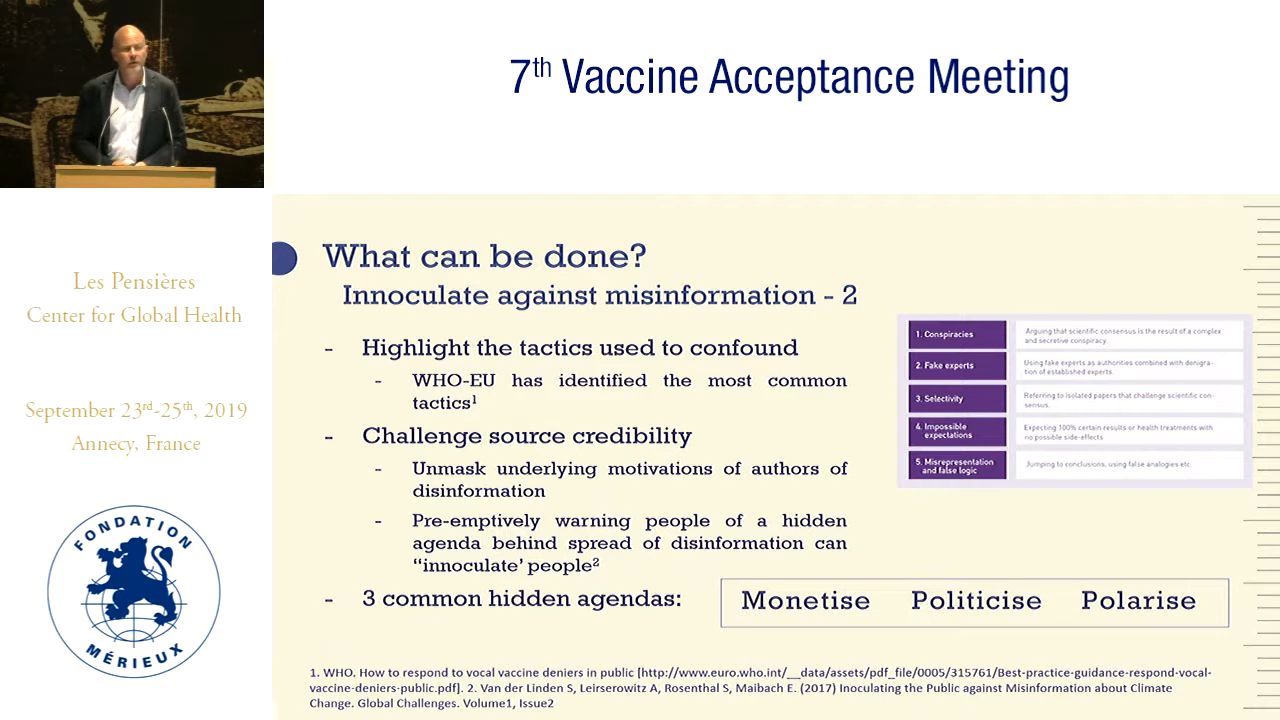 7th Vaccine Acceptance Meeting
Les Pensières
Center for Global Health
September 23rd-25th, 2019
Annecy, France
FONDATION
MÉRIEUX
What can be done?
Innoculate against misinformation - 2
- Highlight the tactics used to confound
- WHO-EU has identified the most common
tactics1
- Challenge source credibility
- Unmask underlying motivations of authors of
disinformation
- Pre-emptively warning people of a hidden
agenda behind spread of disinformation can
“innoculate’ people2
- 3 common hidden agendas:
Monetise Politicise Polarise
1. Conspiracies
Arguing that scientific consensus is the result of a complex
and secretive conspiracy.
2. Fake experts
Using fake experts as authorities combined with denigra-
tion of established experts.
3. Selectivity
Referring to isolated papers that challenge scientific con-
sensus.
4. Impossible
expectations
Expecting 100% certain results or health treatments with
no possible side-effects.
5. Misrepresentation
and false logic
Jumping to conclusions, using false analogies etc.
1. WHO. How to respond to vocal vaccine deniers in public [http://www.euro.who.int/__data/assets/pdf_file/0005/315761/Best-practice-guidance-respond-vocal-
vaccine-deniers-public.pdf]. 2. Van der Linden S, Leirserowitz A, Rosenthal S, Maibach E. (2017) Inoculating the Public against Misinformation about Climate
Change. Global Challenges. Volume1, Issue2